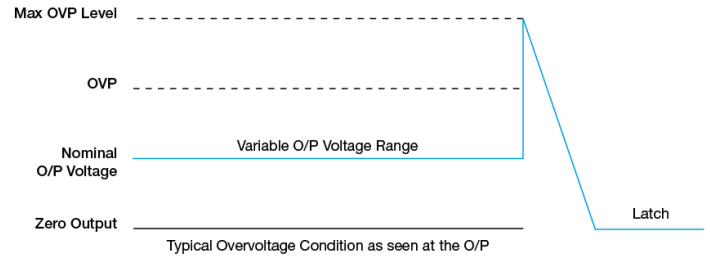 Max OVP Level
OVP
Variable O/P Voltage Range
Nominal
O/P Voltage
Zero Output
Latch
Typical Overvoltage Condition as seen at the O/P